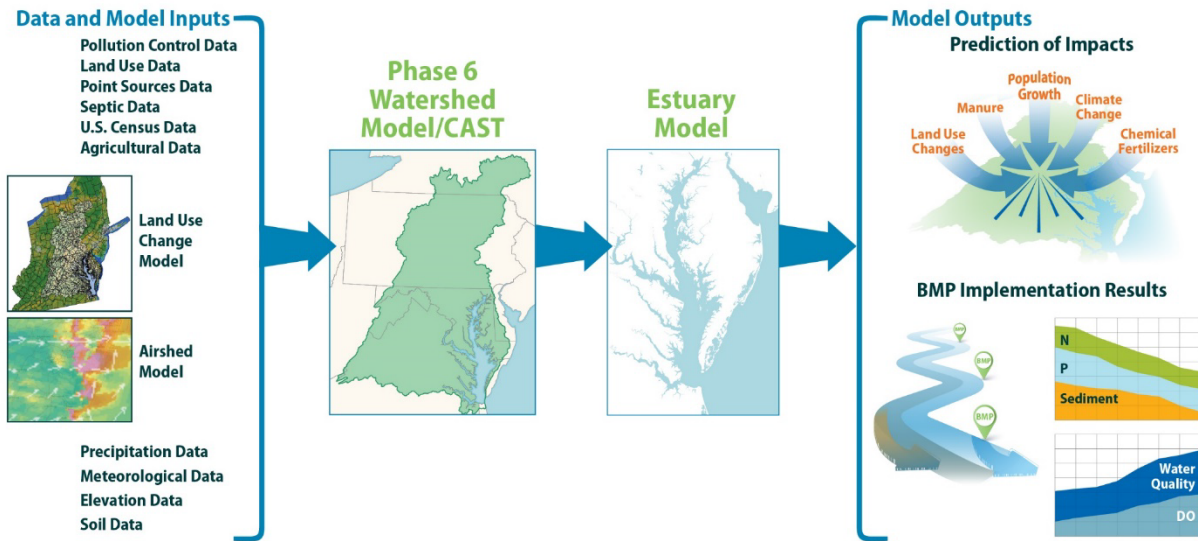 Data and Model Inputs
Pollution Control Data
Land Use Data
Point Sources Data
Septic Data
U.S. Census Data
Agricultural Data
Land Use
Change
Model
Airshed
Model
Precipitation Data
Meteorological Data
Elevation Data
Soil Data
Phase 6
Watershed
Model/CAST
Estuary
Model
Model Outputs
Prediction of Impacts
Land Use
Changes
Manure
Population
Growth
Climate
Change
Chemical
Fertilizers
BMP Implementation Results
BMP
BMP
BMP
N
P
Sediment
Water
Quality
DO